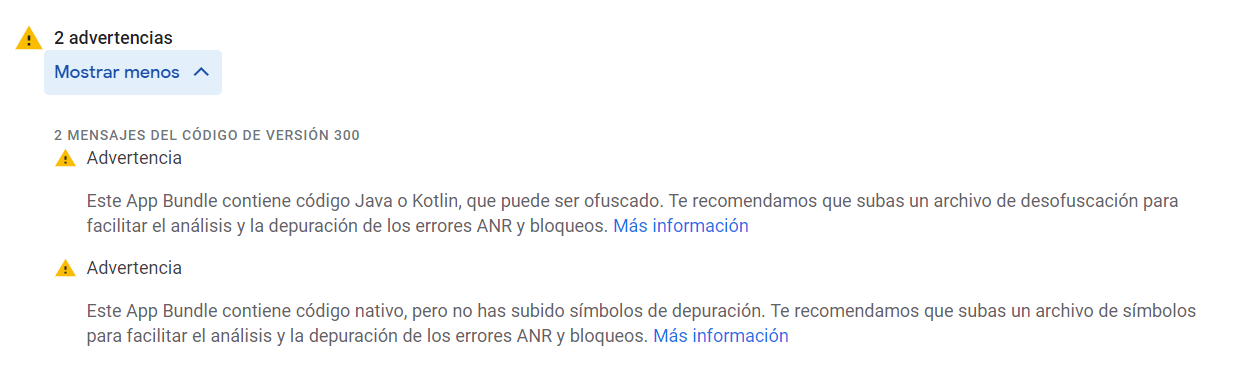 2 advertencias
Mostrar menos
2 MENSAJES DEL CÓDIGO DE VERSIÓN 300
Advertencia
Este App Bundle contiene código Java o Kotlin, que puede ser ofuscado. Te recomendamos que subas un archivo de desofuscación para
facilitar el análisis y la depuración de los errores ANR y bloqueos. Más información
Advertencia
Este App Bundle contiene código nativo, pero no has subido símbolos de depuración. Te recomendamos que subas un archivo de símbolos
para facilitar el análisis y la depuración de los errores ANR y bloqueos. Más información